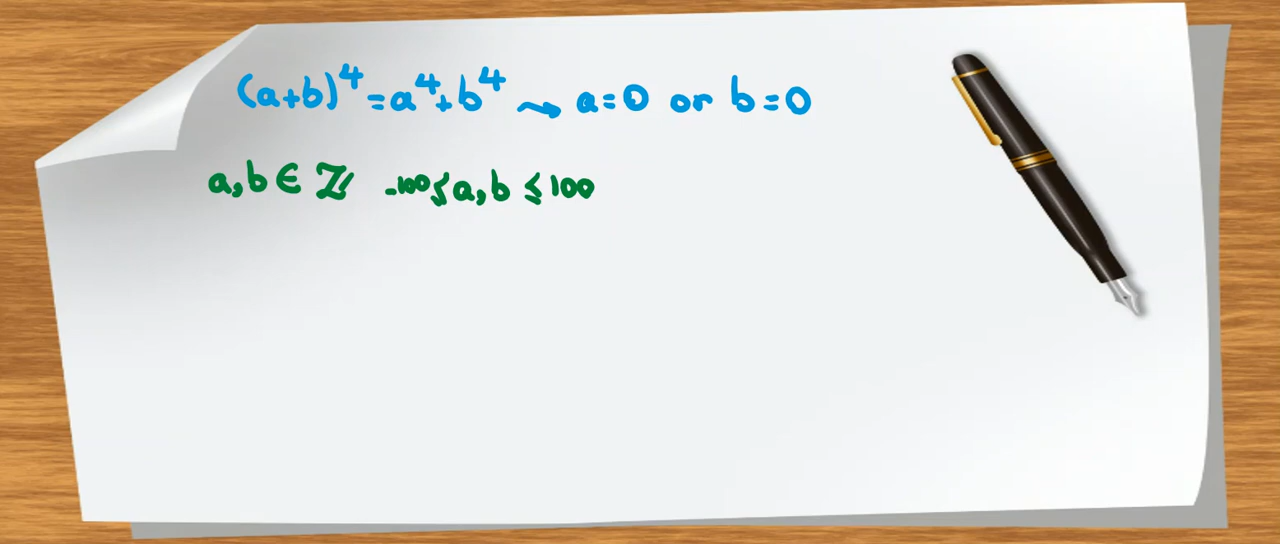 (a+b)⁴=a⁴+b⁴ ⇝ a=0 or b=0
a,b ∈ ℤ -100≤a,b ≤100